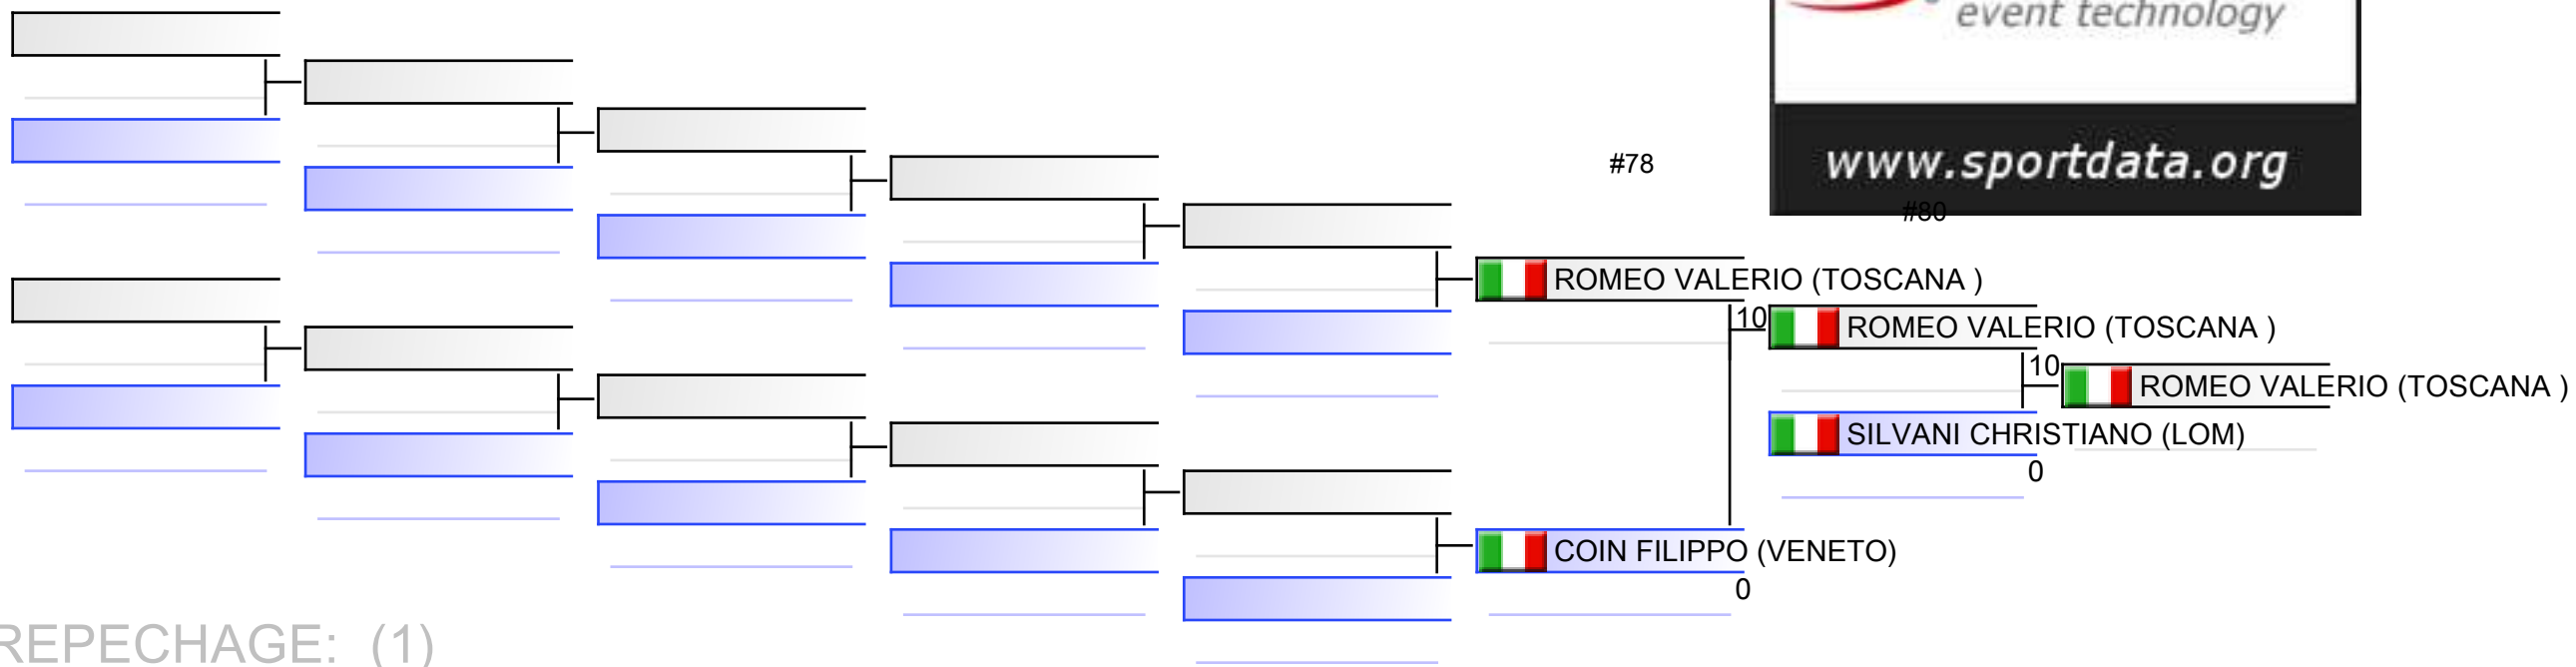 event technology
www.sportdata.org
#78
#80
ROMEO VALERIO (TOSCANA )
10
ROMEO VALERIO (TOSCANA )
10
ROMEO VALERIO (TOSCANA )
SILVANI CHRISTIANO (LOM)
0
COIN FILIPPO (VENETO)
0
REPECHAGE: (1)